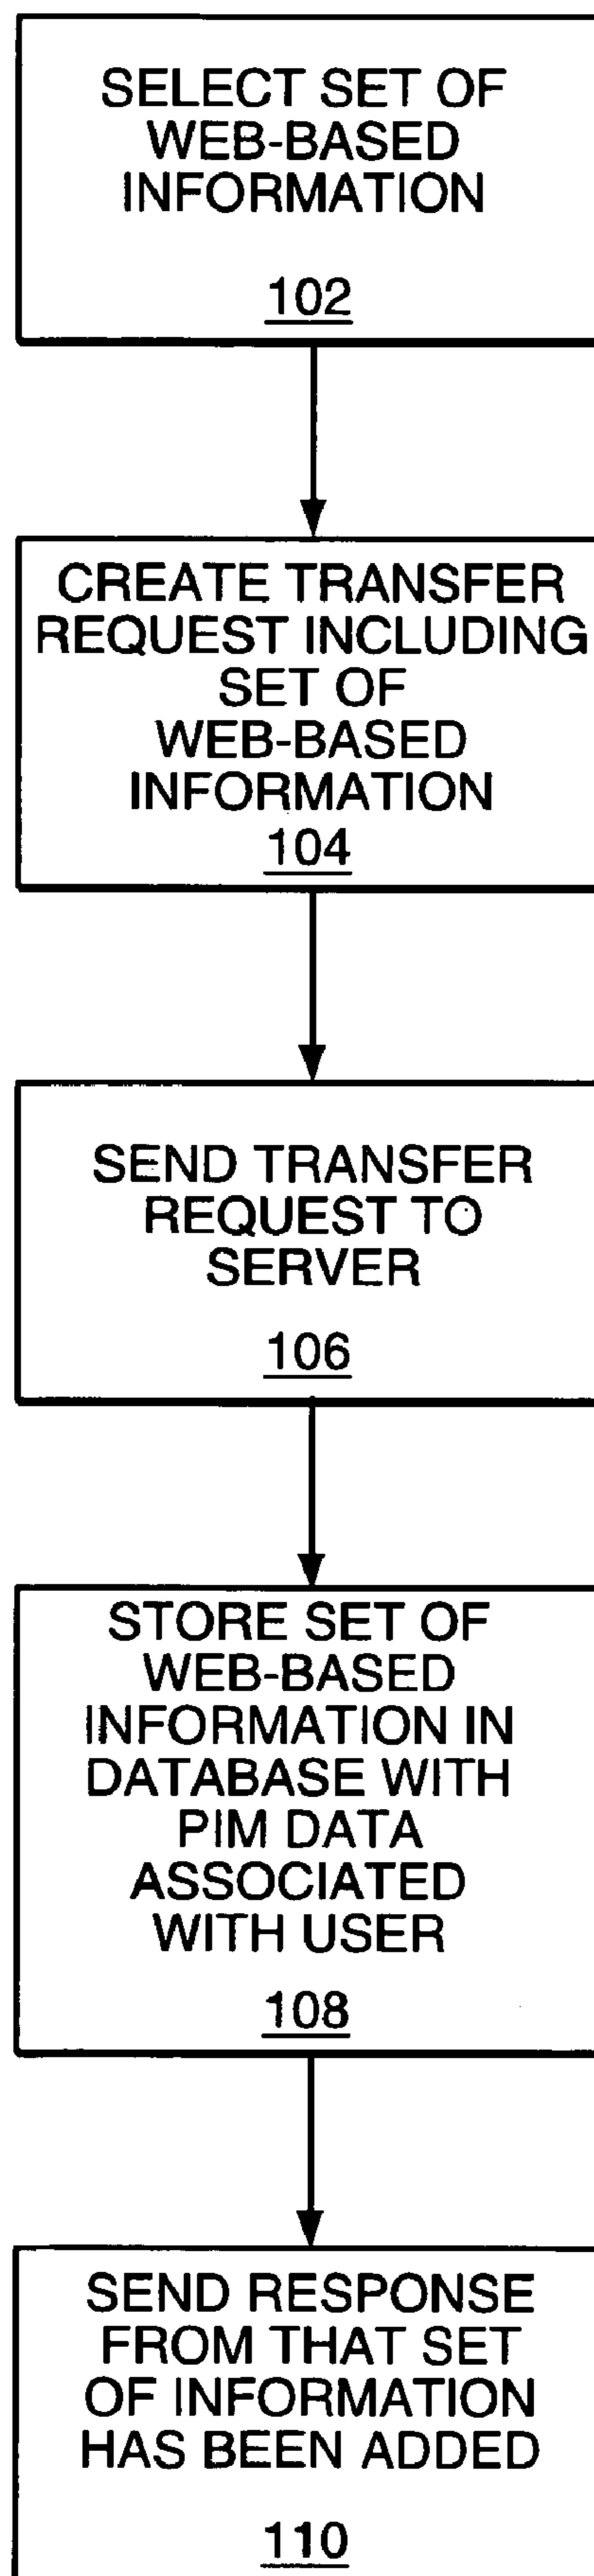 SELECT SET OF
WEB-BASED
INFORMATION
102
CREATE TRANSFER
REQUEST INCLUDING
SET OF
WEB-BASED
INFORMATION
104
SEND TRANSFER
REQUEST TO
SERVER
106
STORE SET OF
WEB-BASED
INFORMATION IN
DATABASE WITH
PIM DATA
ASSOCIATED
WITH USER
108
SEND RESPONSE
FROM THAT SET
OF INFORMATION
HAS BEEN ADDED
110